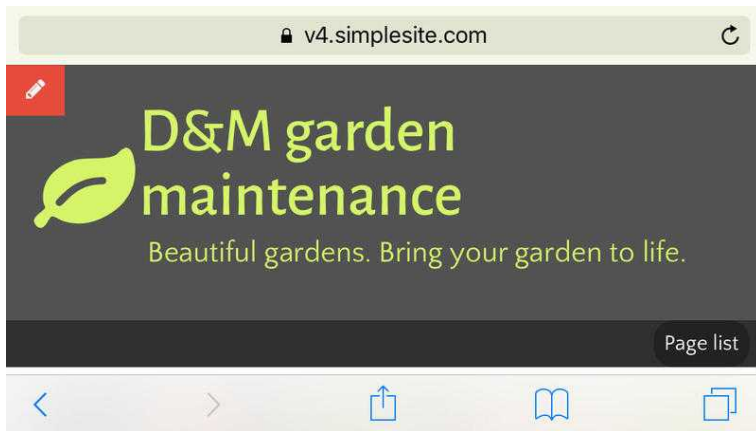 v4.simplesite.com
D&M garden
maintenance
Beautiful gardens. Bring your garden to life.
Page list